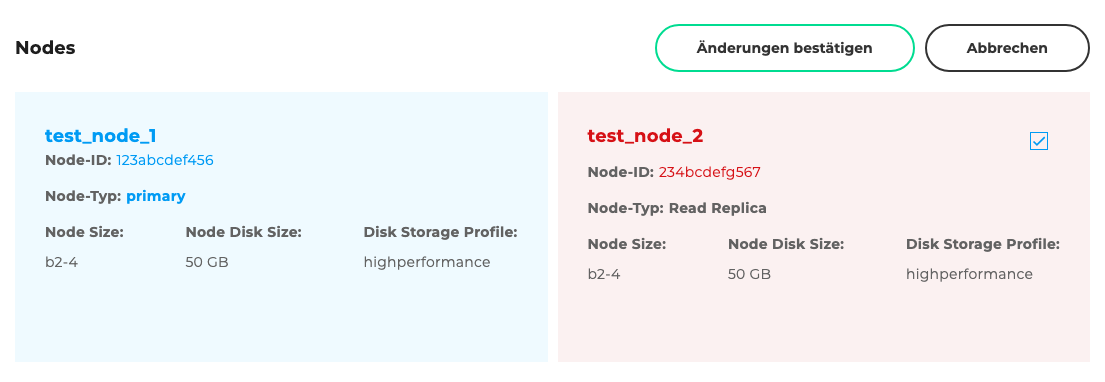 Nodes
Änderungen bestätigen
Abbrechen
test_node_1
Node-ID: 123abcdef456
Node-Typ: primary
Node Size: Node Disk Size: Disk Storage Profile:
b2-4 50 GB highperformance
test_node_2
Node-ID: 234bcdefg567
Node-Typ: Read Replica
Node Size: Node Disk Size: Disk Storage Profile:
b2-4 50 GB highperformance